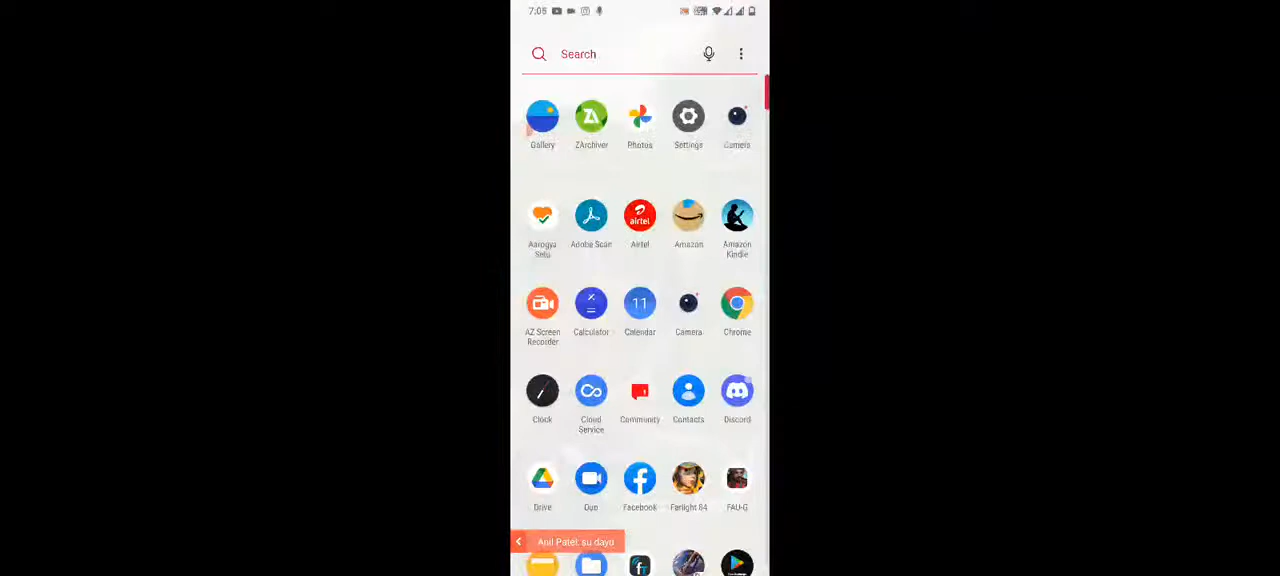 7:05
Search
Gallery ZArchiver Photos Settings Camera
airtel
Aarogya Setu Adobe Scan Airtel Amazon Amazon Kindle
11
AZ Screen Recorder Calculator Calendar Camera Chrome
Clock Cloud Service Community Contacts Discord
Drive Duo Facebook Farlight 84 FAU-G
Anil Patel: su dayo